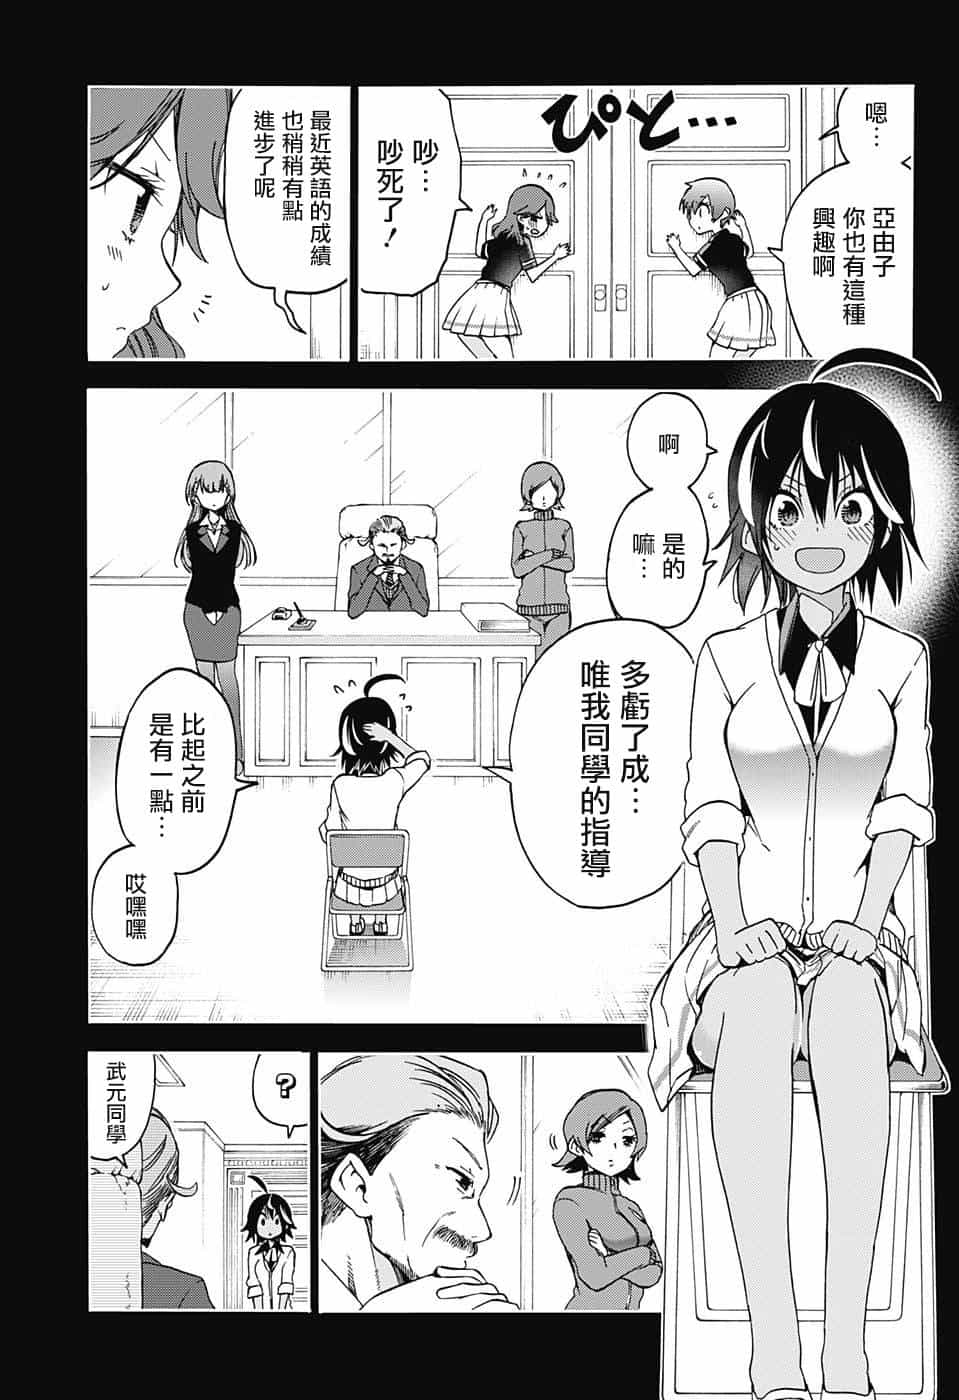 嗯…
亞由子
你也有這種
興趣啊
ぴと…
吵…
吵死了！
最近英語的成績
也稍稍有點
進步了呢
啊
是的
嘛…
多虧了成…
唯我同學的指導
比起之前
是有一點…
哎嘿嘿
?
武元同學